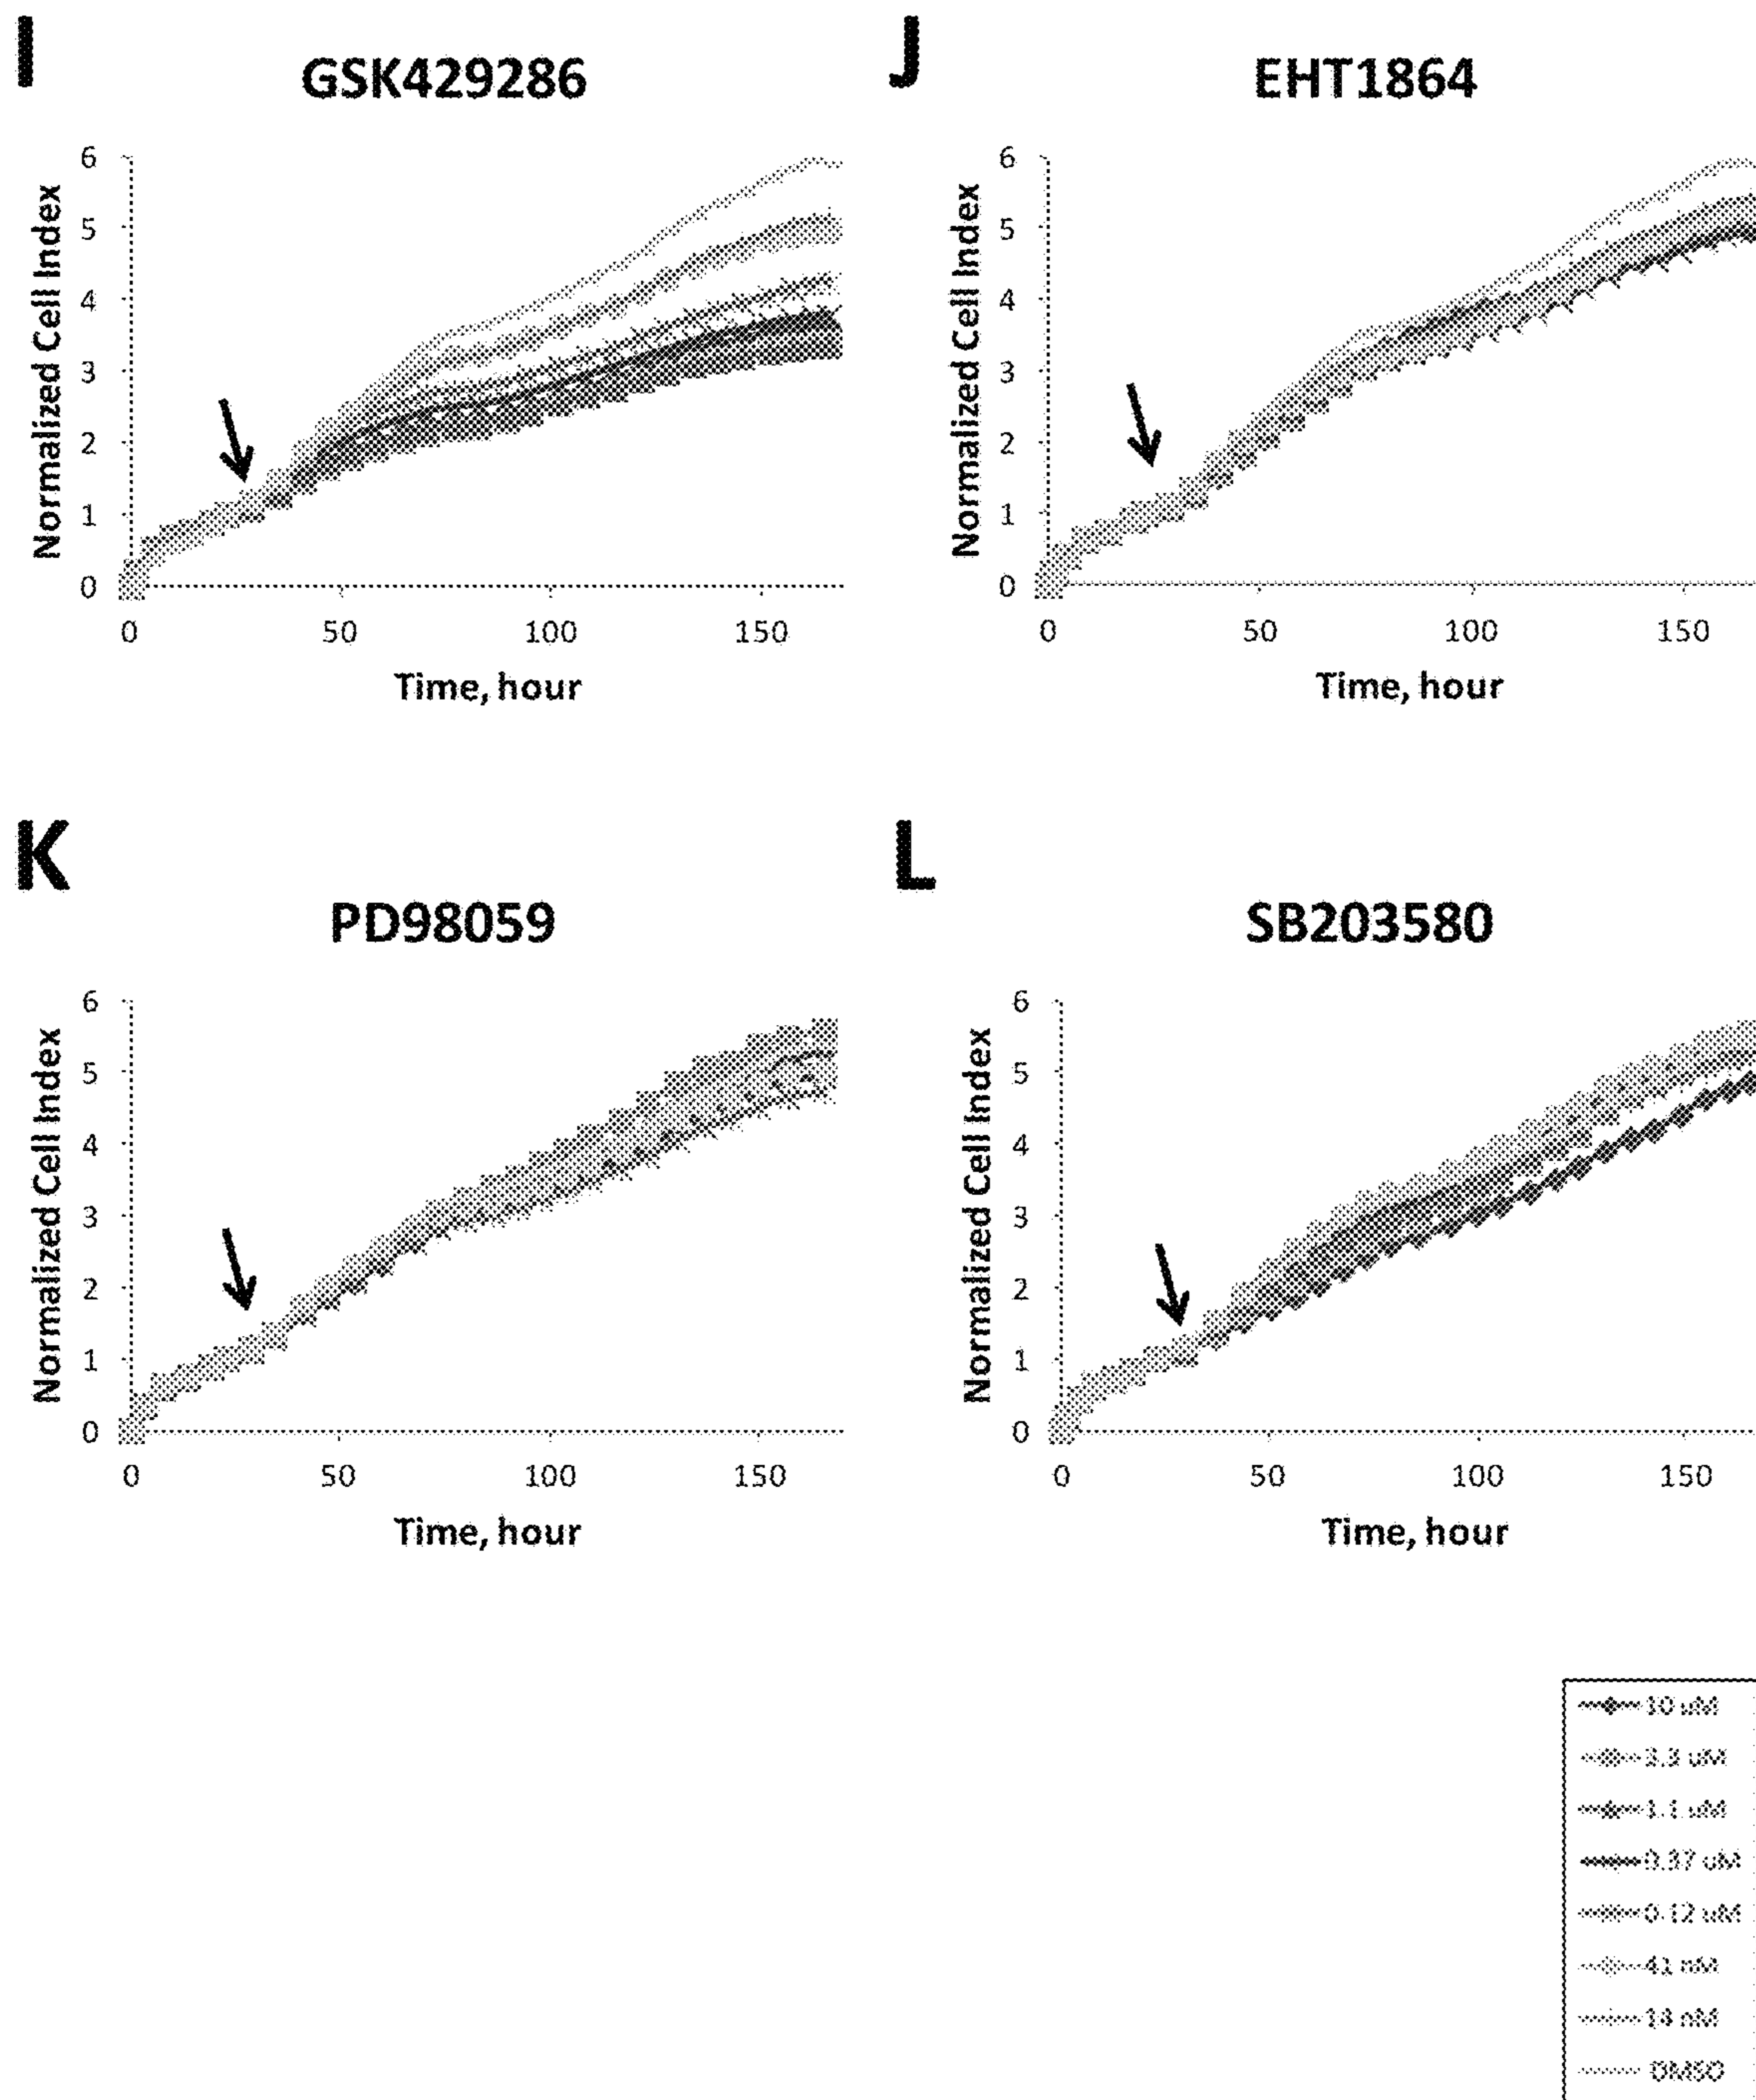 I
GSK429286
Normalized Cell Index
6
5
4
3
2
1
0
0 50 100 150
Time, hour
J
EHT1864
Normalized Cell Index
6
5
4
3
2
1
0
0 50 100 150
Time, hour
K
PD98059
Normalized Cell Index
6
5
4
3
2
1
0
0 50 100 150
Time, hour
L
SB203580
Normalized Cell Index
6
5
4
3
2
1
0
0 50 100 150
Time, hour
10 uM
3.3 uM
1.1 uM
0.37 uM
0.12 uM
41 nM
14 nM
DMSO